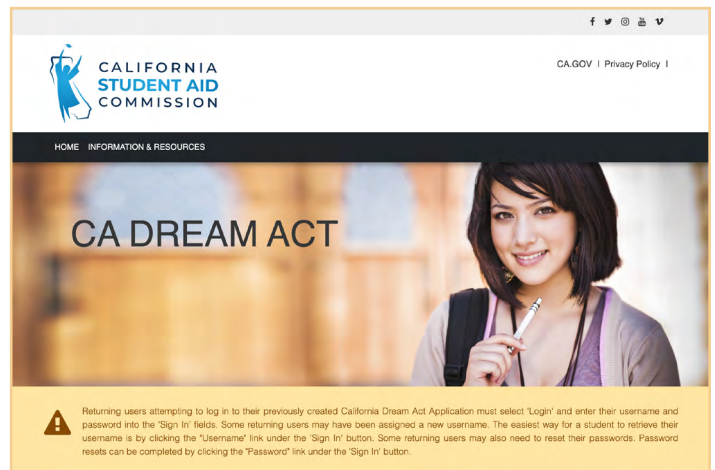 CA.GOV | Privacy Policy |
CALIFORNIA
STUDENT AID
COMMISSION
HOME INFORMATION & RESOURCES
CA DREAM ACT
Returning users attempting to log in to their previously created California Dream Act Application must select 'Login' and enter their username and
password into the 'Sign In' fields. Some returning users may have been assigned a new username. The easiest way for a student to retrieve their
username is by clicking the "Username" link under the 'Sign In' button. Some returning users may also need to reset their passwords. Password
resets can be completed by clicking the "Password" link under the 'Sign In' button.